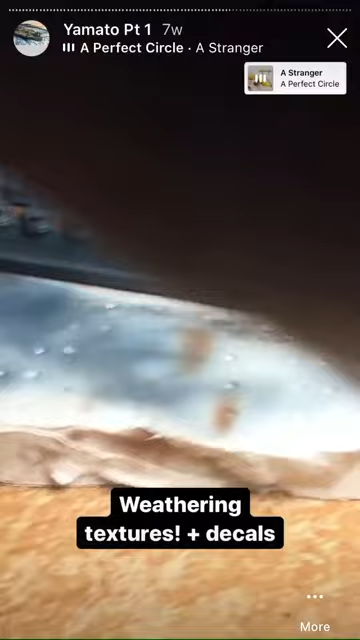 Yamato Pt 1 7w
A Perfect Circle · A Stranger
A Stranger
A Perfect Circle
Weathering
textures! + decals
More